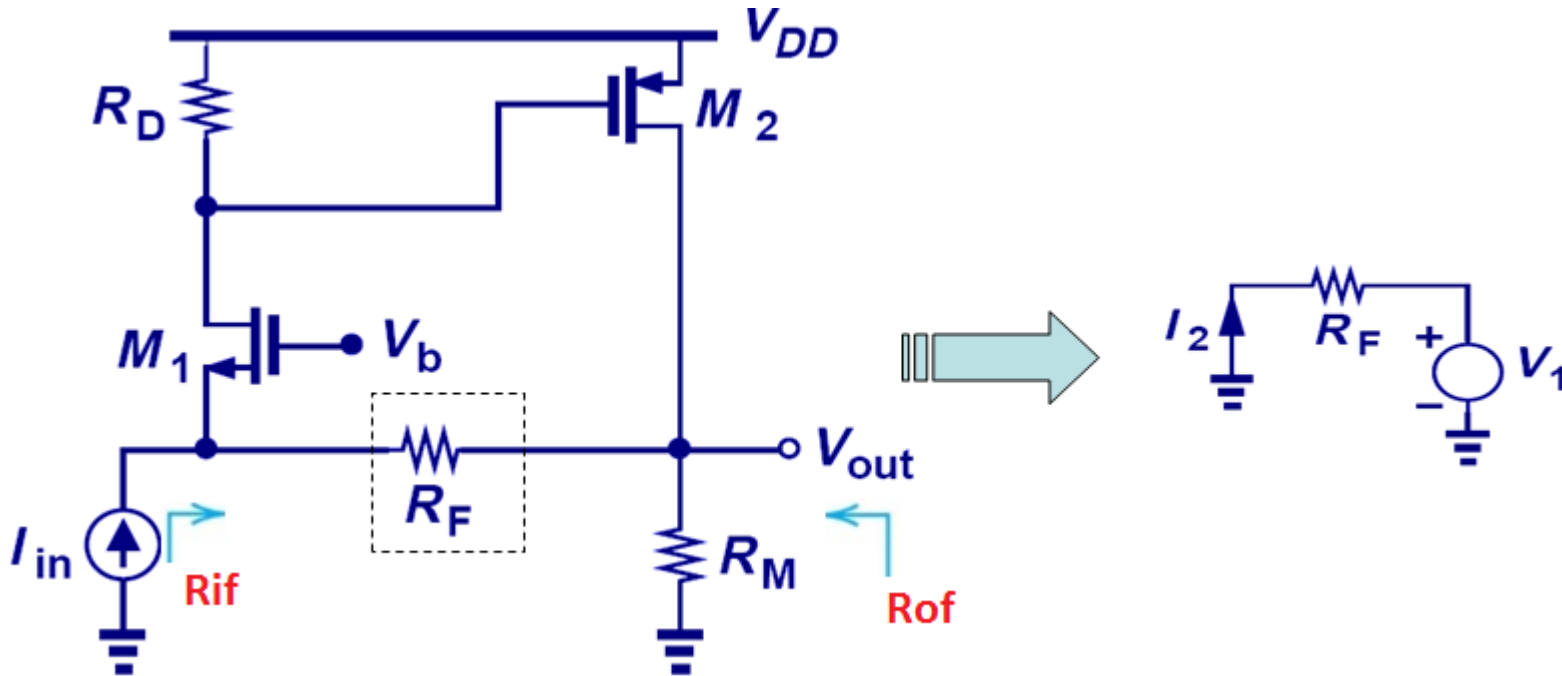 VDD
RD
M2
M1
Vb
I2
RF
+
V1
−
Vout
RF
Iin
Rif
RM
Rof